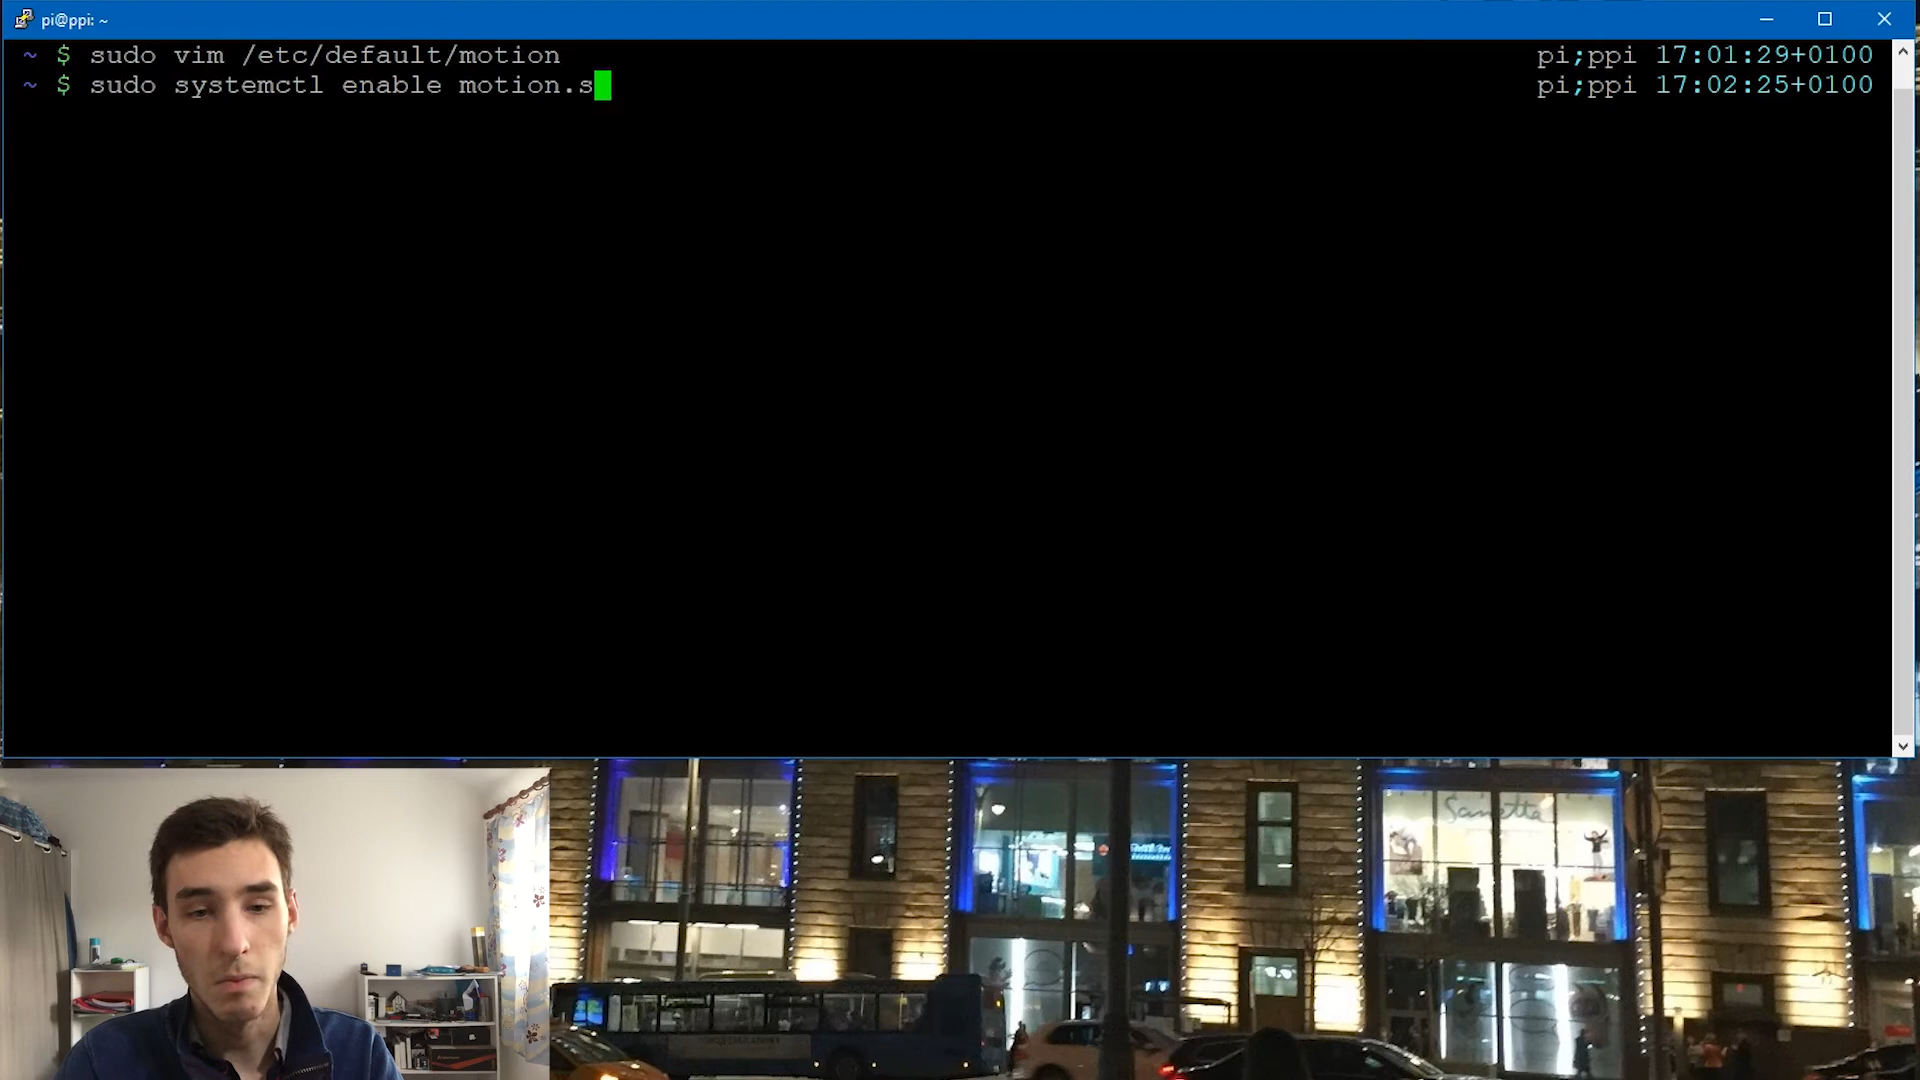 pi@ppi: ~
~ $ sudo vim /etc/default/motion pi;ppi 17:01:29+0100
~ $ sudo systemctl enable motion.s pi;ppi 17:02:25+0100
Sanetta